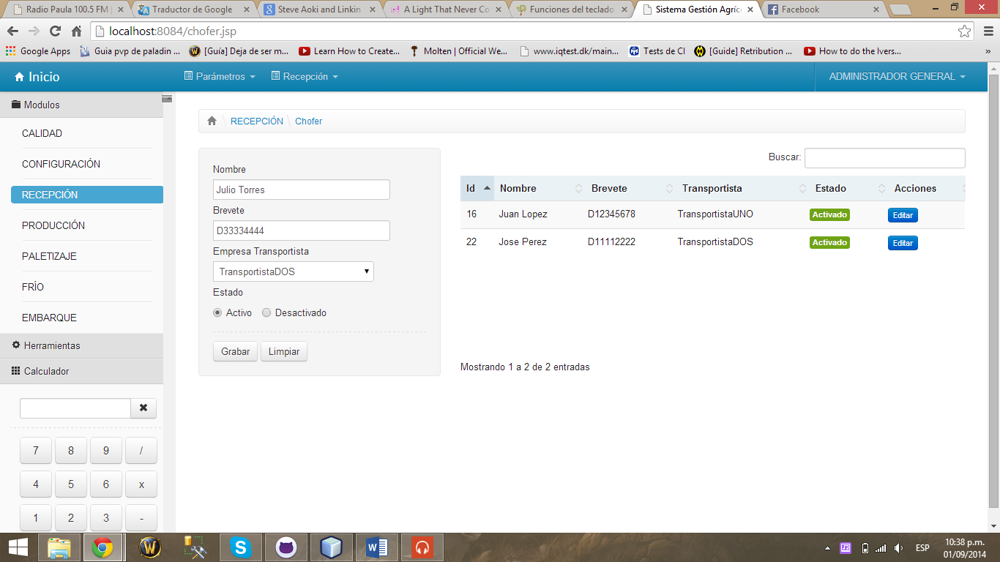 Radio Paula 100.5 FM |
Traductor de Google
Steve Aoki and Linkin
A Light That Never Co
Funciones del teclado
Sistema Gestión Agríc
Facebook
localhost:8084/chofer.jsp
Google Apps
Guia pvp de paladin ...
[Guía] Deja de ser m...
Learn How to Create...
Molten | Official We...
www.iqtest.dk/main...
Tests de CI
[Guide] Retribution ...
How to do the Ivers...
»
Inicio
Parámetros
Recepción
ADMINISTRADOR GENERAL
Modulos
CALIDAD
CONFIGURACIÓN
RECEPCIÓN
PRODUCCIÓN
PALETIZAJE
FRÍO
EMBARQUE
Herramientas
Calculador
7 8 9 /
4 5 6 x
1 2 3 -
RECEPCIÓN \ Chofer
Nombre
Julio Torres
Brevete
D33334444
Empresa Transportista
TransportistaDOS
Estado
Activo Desactivado
Grabar Limpiar
Buscar:
Id Nombre Brevete Transportista Estado Acciones
16 Juan Lopez D12345678 TransportistaUNO Activado Editar
22 Jose Perez D11112222 TransportistaDOS Activado Editar
Mostrando 1 a 2 de 2 entradas
ESP
10:38 p.m.
01/09/2014